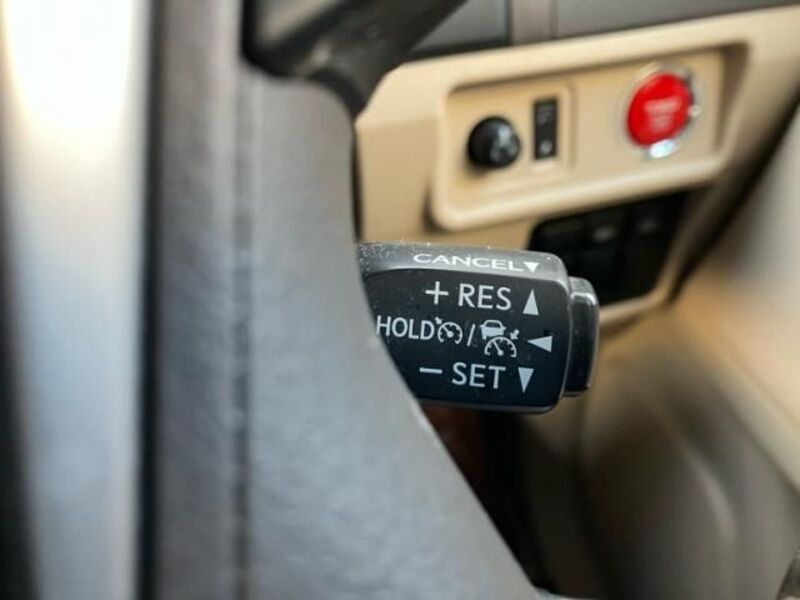 CANCEL▼
+ RES ▲
HOLD / ◀
− SET ▼